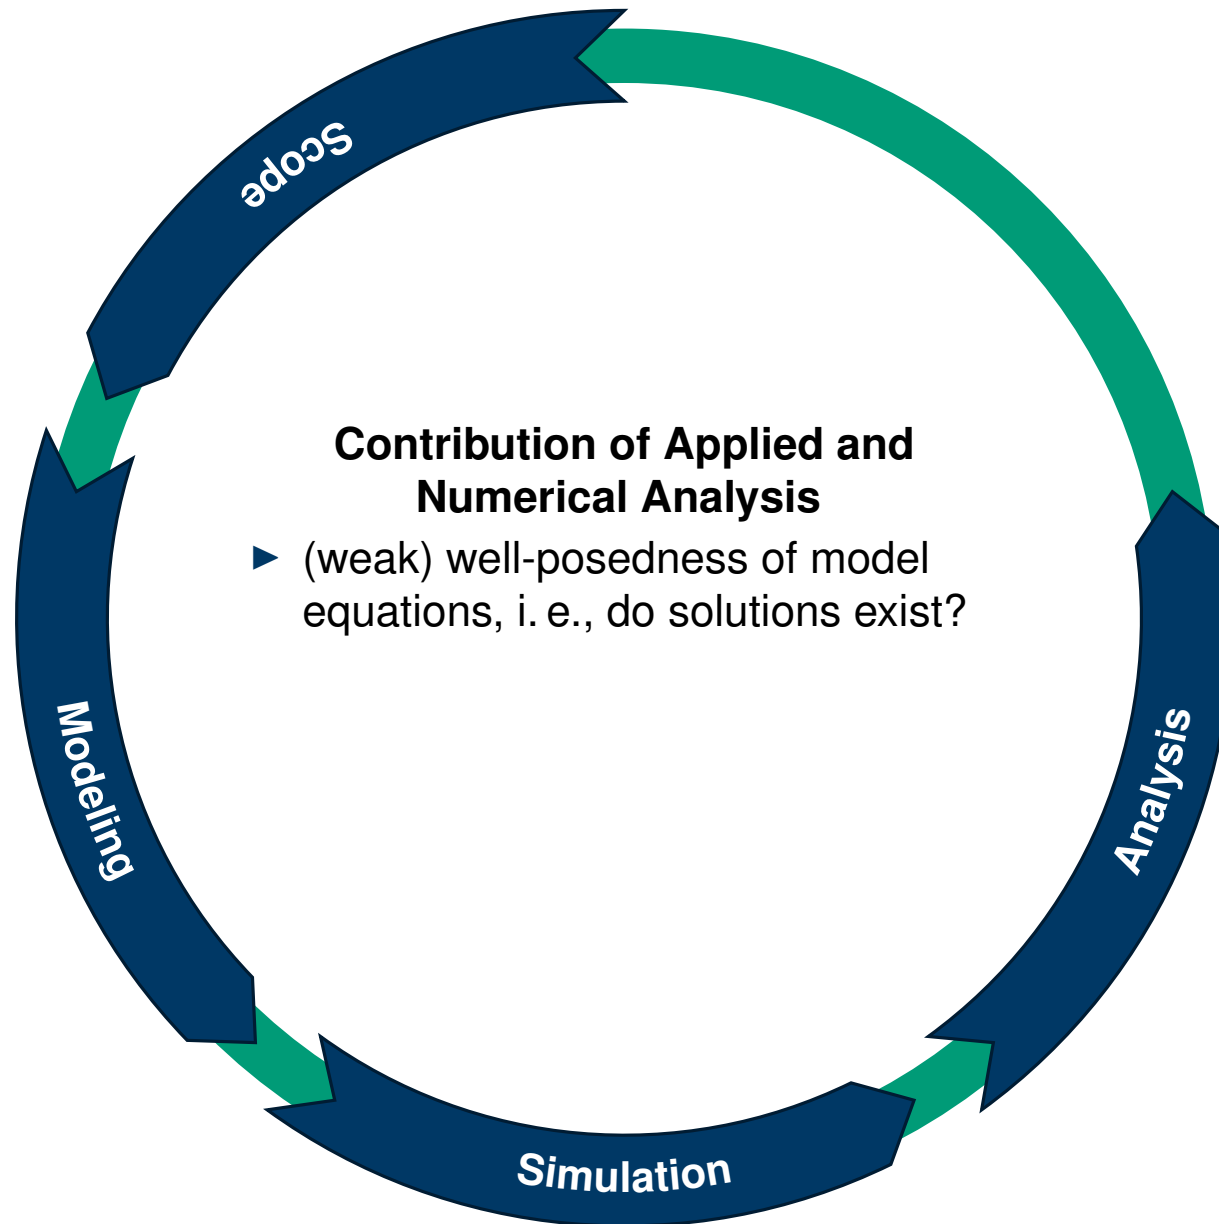 Scope
Contribution of Applied and
Numerical Analysis
(weak) well-posedness of model
equations, i. e., do solutions exist?
Modeling
Analysis
Simulation